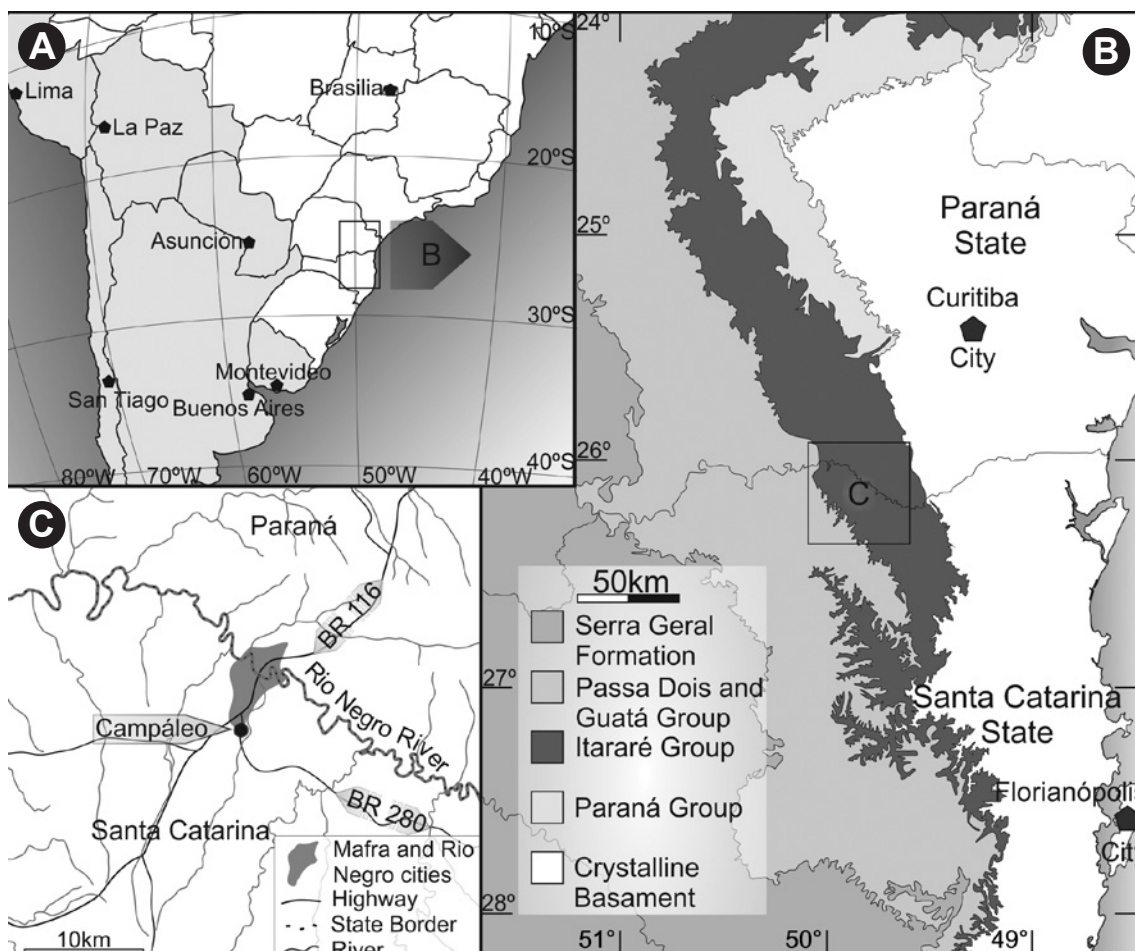 A
10ºS
Lima
Brasilia
La Paz
20ºS
Asunción
B
30ºS
Montevideo
San Tiago
Buenos Aires
80ºW
70ºW
60ºW
50ºW
40ºW
40ºS
24º
B
Paraná
State
25º
Curitiba
City
26º
C
27º
Santa Catarina
State
Florianópolis
City
28º
51º
50º
49º
50km
Serra Geral
Formation
Passa Dois and
Guatá Group
Itararé Group
Paraná Group
Crystalline
Basament
C
Paraná
BR 116
Rio Negro River
Campáleo
BR 280
Santa Catarina
Mafra and Rio
Negro cities
Highway
State Border
River
10km